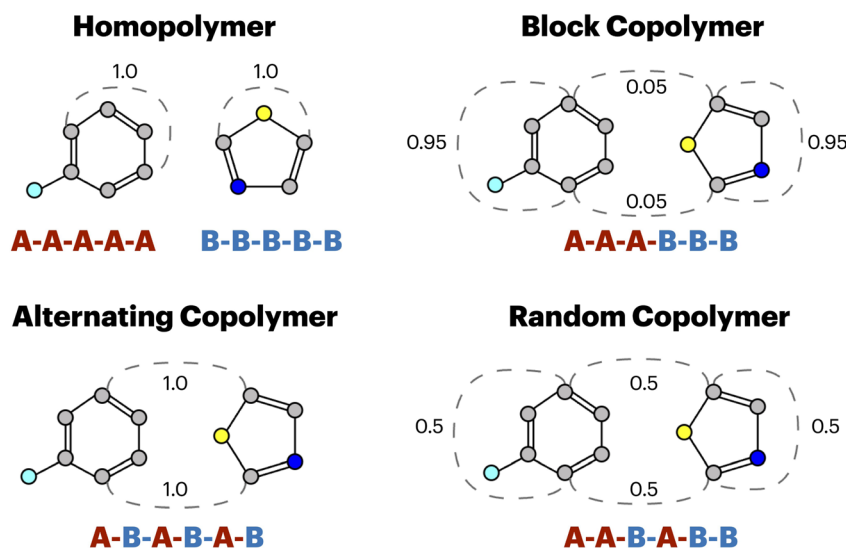 Homopolymer
1.0 1.0
A-A-A-A-A B-B-B-B-B
Block Copolymer
0.05
0.95 0.95
0.05
A-A-A-B-B-B
Alternating Copolymer
1.0
1.0
A-B-A-B-A-B
Random Copolymer
0.5
0.5 0.5
0.5
A-A-B-A-B-B